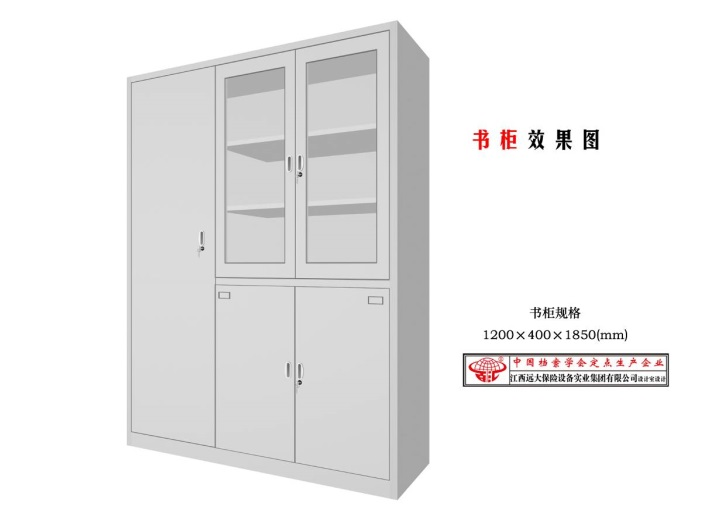 书柜效果图
书柜规格
1200×400×1850(mm)
中国档案学会定点生产企业
江西远大保险设备实业集团有限公司设计室设计